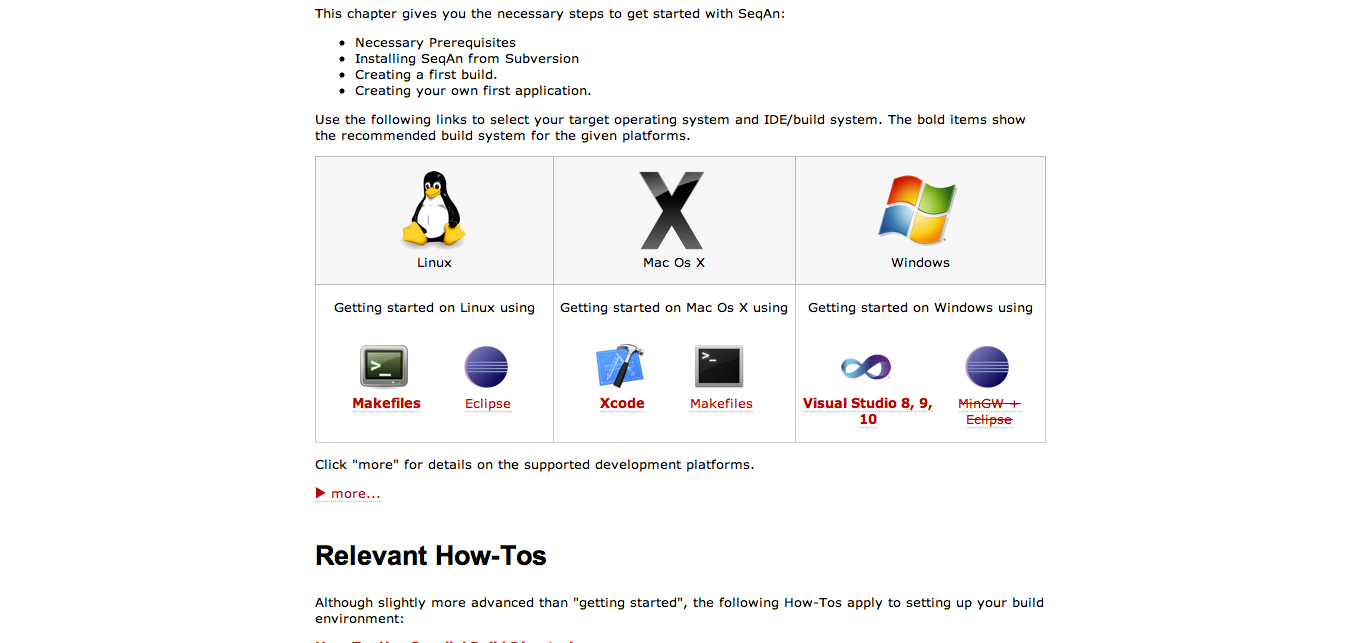 This chapter gives you the necessary steps to get started with SeqAn:
Necessary Prerequisites
Installing SeqAn from Subversion
Creating a first build.
Creating your own first application.
Use the following links to select your target operating system and IDE/build system. The bold items show
the recommended build system for the given platforms.
Linux
Mac Os X
Windows
Getting started on Linux using
Getting started on Mac Os X using
Getting started on Windows using
Makefiles
Eclipse
Xcode
Makefiles
Visual Studio 8, 9,
10
MinGW +
Eclipse
Click "more" for details on the supported development platforms.
more...
Relevant How-Tos
Although slightly more advanced than "getting started", the following How-Tos apply to setting up your build
environment: